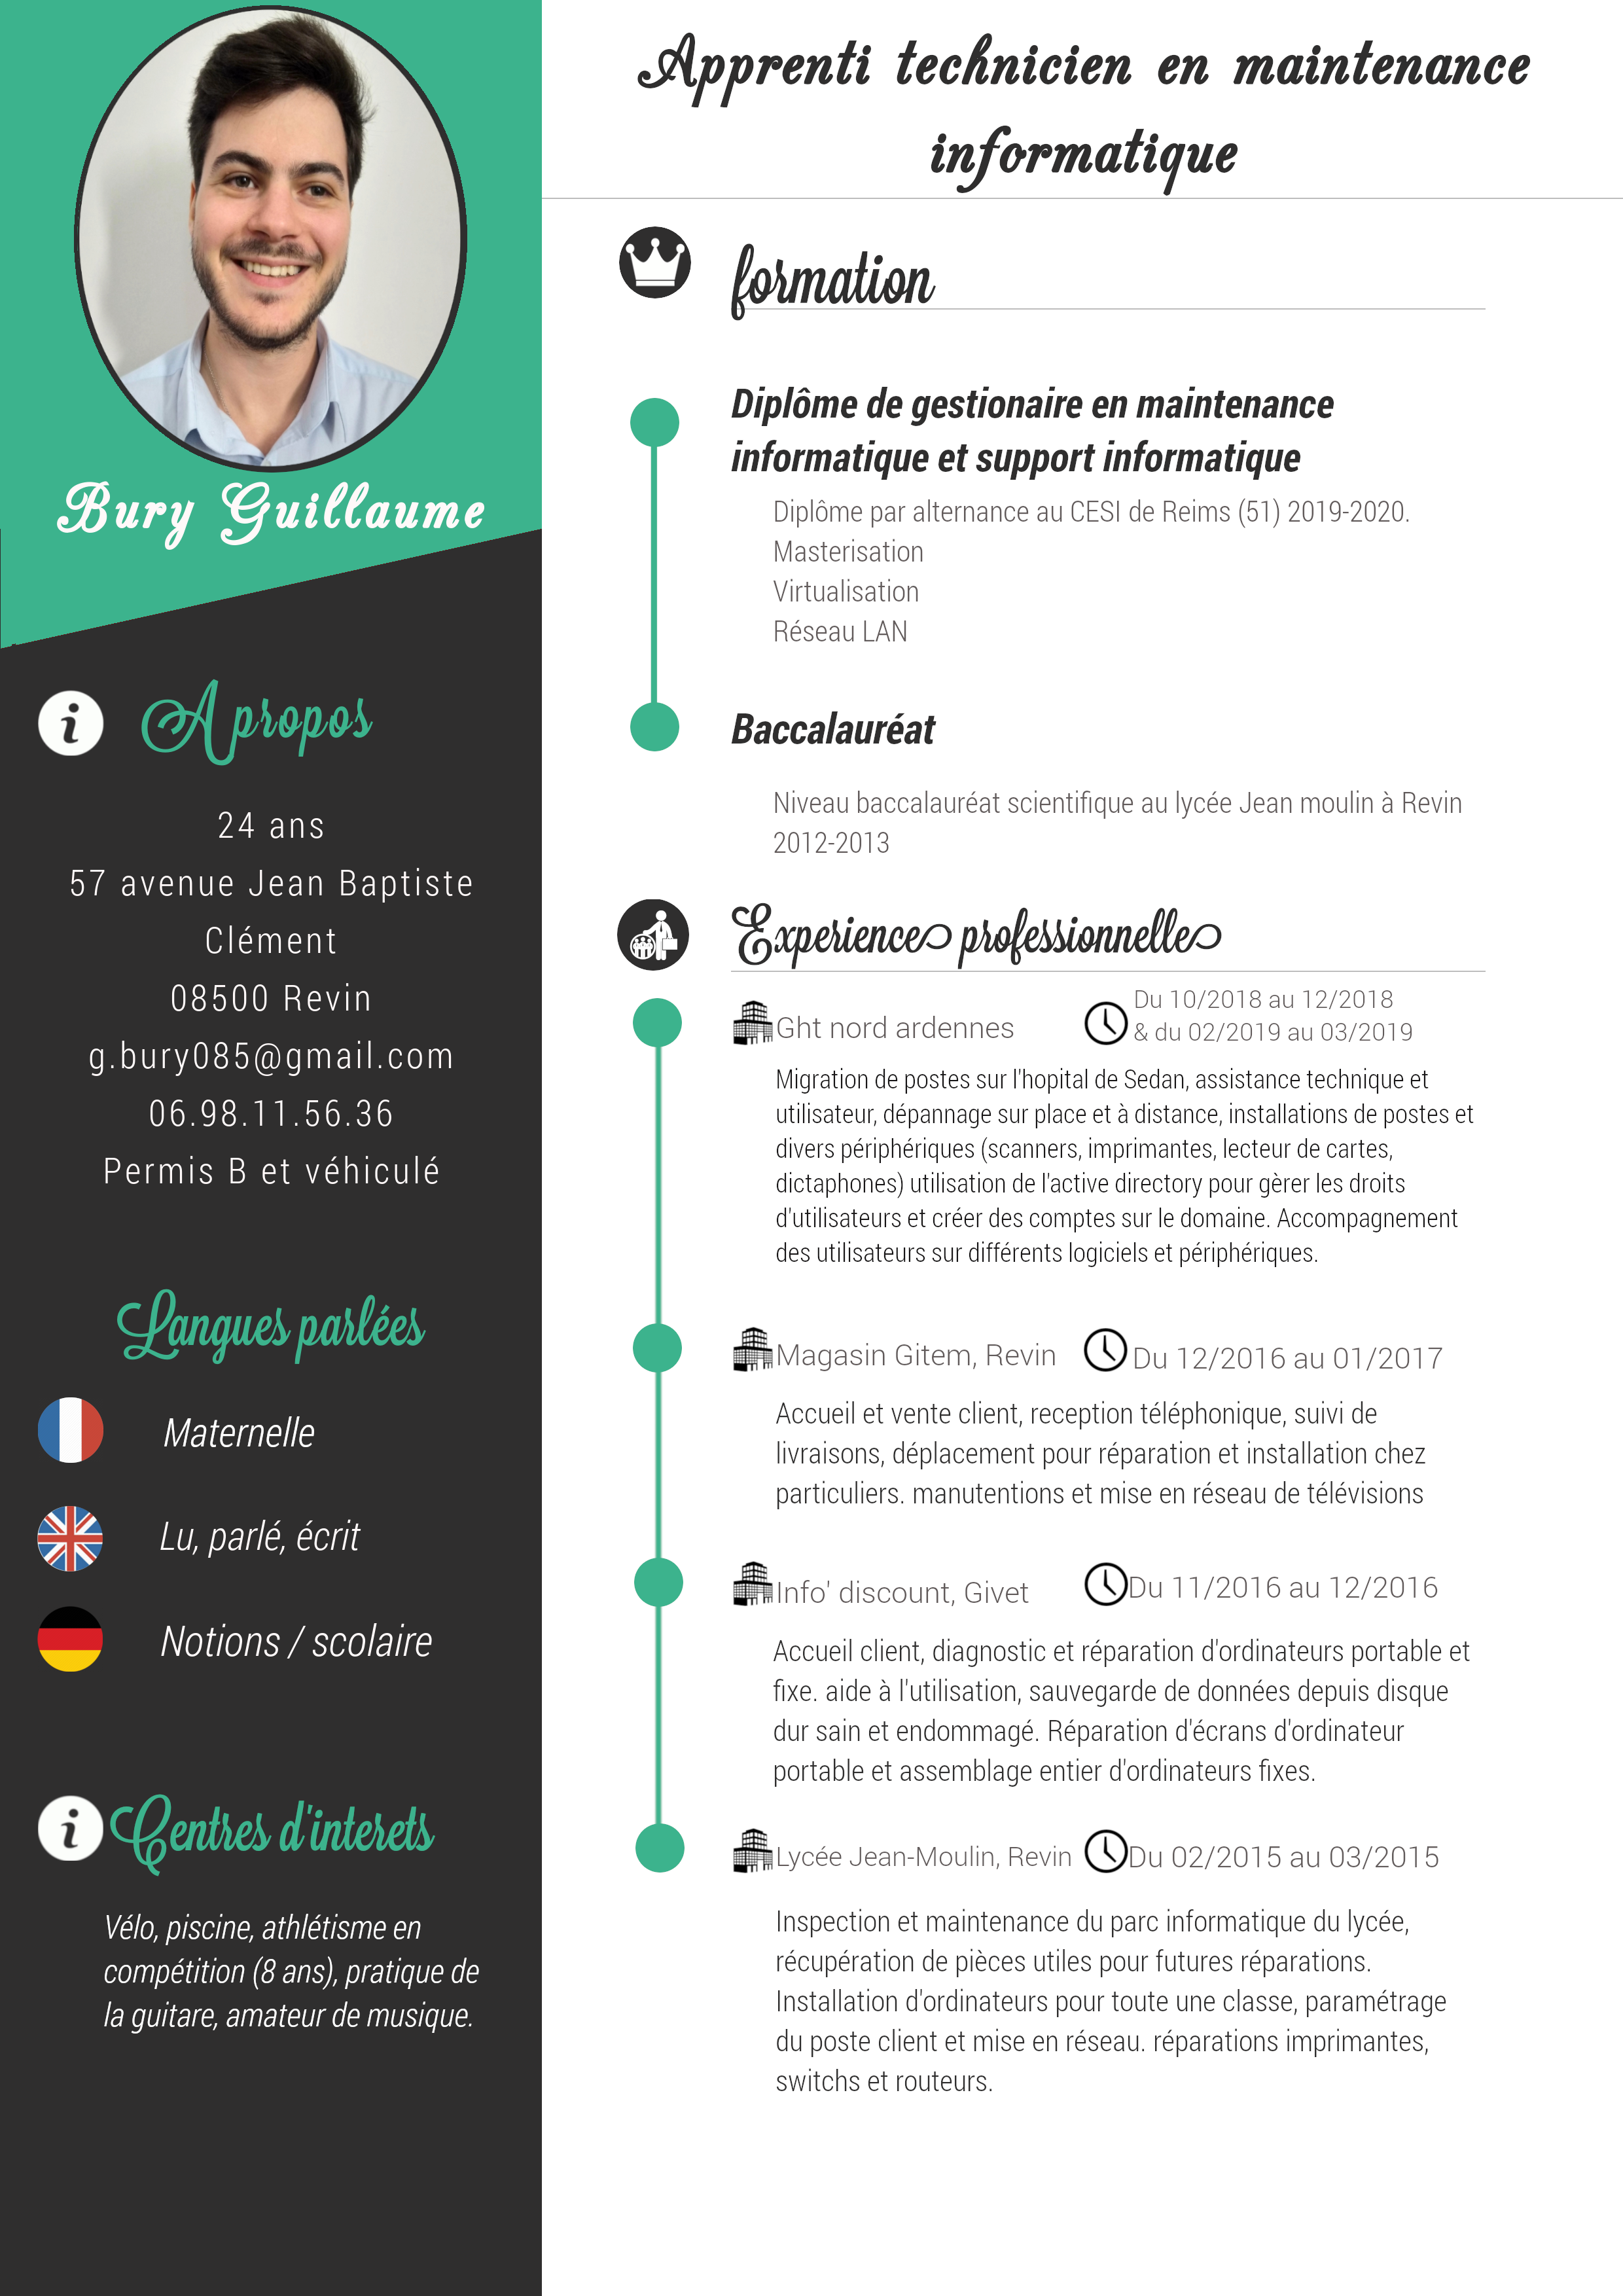 Bury Guillaume
A propos
24 ans
57 avenue Jean Baptiste
Clément
08500 Revin
g.bury085@gmail.com
06.98.11.56.36
Permis B et véhiculé
Langues parlées
Maternelle
Lu, parlé, écrit
Notions / scolaire
Centres d'interets
Vélo, piscine, athlétisme en
compétition (8 ans), pratique de
la guitare, amateur de musique.
Apprenti technicien en maintenance
informatique
formation
Diplôme de gestionaire en maintenance
informatique et support informatique
Diplôme par alternance au CESI de Reims (51) 2019-2020.
Masterisation
Virtualisation
Réseau LAN
Baccalauréat
Niveau baccalauréat scientifique au lycée Jean moulin à Revin
2012-2013
Experience professionnelle
Ght nord ardennes
Du 10/2018 au 12/2018
& du 02/2019 au 03/2019
Migration de postes sur l'hopital de Sedan, assistance technique et
utilisateur, dépannage sur place et à distance, installations de postes et
divers périphériques (scanners, imprimantes, lecteur de cartes,
dictaphones) utilisation de l'active directory pour gèrer les droits
d'utilisateurs et créer des comptes sur le domaine. Accompagnement
des utilisateurs sur différents logiciels et périphériques.
Magasin Gitem, Revin
Du 12/2016 au 01/2017
Accueil et vente client, reception téléphonique, suivi de
livraisons, déplacement pour réparation et installation chez
particuliers. manutentions et mise en réseau de télévisions
Info' discount, Givet
Du 11/2016 au 12/2016
Accueil client, diagnostic et réparation d'ordinateurs portable et
fixe. aide à l'utilisation, sauvegarde de données depuis disque
dur sain et endommagé. Réparation d'écrans d'ordinateur
portable et assemblage entier d'ordinateurs fixes.
Lycée Jean-Moulin, Revin
Du 02/2015 au 03/2015
Inspection et maintenance du parc informatique du lycée,
récupération de pièces utiles pour futures réparations.
Installation d'ordinateurs pour toute une classe, paramétrage
du poste client et mise en réseau. réparations imprimantes,
switchs et routeurs.